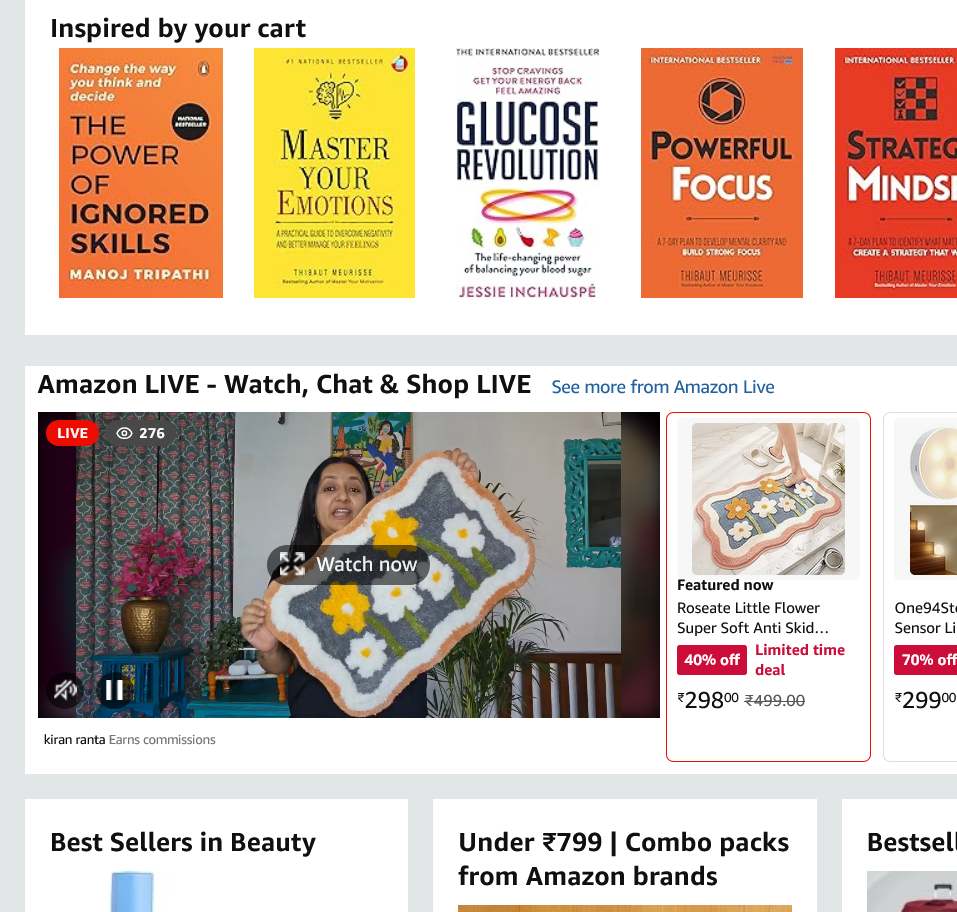 Inspired by your cart
Change the way
you think and
decide
NATIONAL
BESTSELLER
THE
POWER
OF
IGNORED
SKILLS
MANOJ TRIPATHI
#1 NATIONAL BESTSELLER
MASTER
YOUR
EMOTIONS
A PRACTICAL GUIDE TO OVERCOME NEGATIVITY
AND BETTER MANAGE YOUR FEELINGS
THIBAUT MEURISSE
Bestselling Author of Master Your Motivation
THE INTERNATIONAL BESTSELLER
STOP CRAVINGS
GET YOUR ENERGY BACK
FEEL AMAZING
GLUCOSE
REVOLUTION
The life-changing power
of balancing your blood sugar
JESSIE INCHAUSPÉ
INTERNATIONAL BESTSELLER
POWERFUL
FOCUS
A 7-DAY PLAN TO DEVELOP MENTAL CLARITY AND
BUILD STRONG FOCUS
THIBAUT MEURISSE
Bestselling Author of Master Your Emotions
INTERNATIONAL BESTSELLER
STRATEG
MINDSE
A 7-DAY PLAN TO IDENTIFY WHAT MAT
CREATE A STRATEGY THAT W
THIBAUT MEURISSE
Bestselling Author of Master Your Emotions
Amazon LIVE - Watch, Chat & Shop LIVE See more from Amazon Live
LIVE 276
Watch now
kiran ranta Earns commissions
Featured now
Roseate Little Flower
Super Soft Anti Skid...
40% off Limited time
deal
₹29800 ₹499.00
One94Sto
Sensor Li
70% off
₹29900
Best Sellers in Beauty
Under ₹799 | Combo packs
from Amazon brands
Bestsell